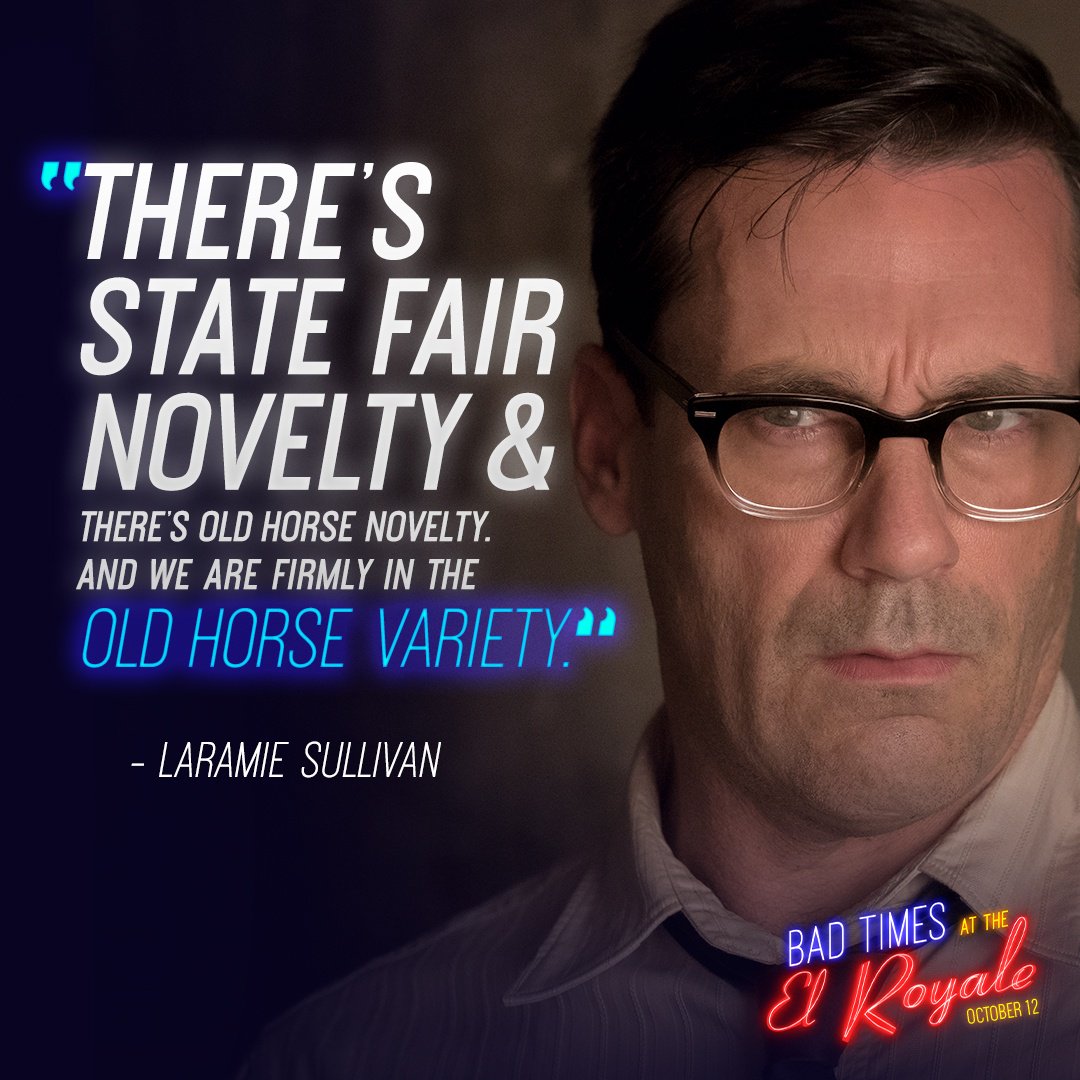 "THERE'S
STATE FAIR
NOVELTY &
THERE'S OLD HORSE NOVELTY.
AND WE ARE FIRMLY IN THE
OLD HORSE VARIETY."
- LARAMIE SULLIVAN
BAD TIMES AT THE
El Royale
OCTOBER 12